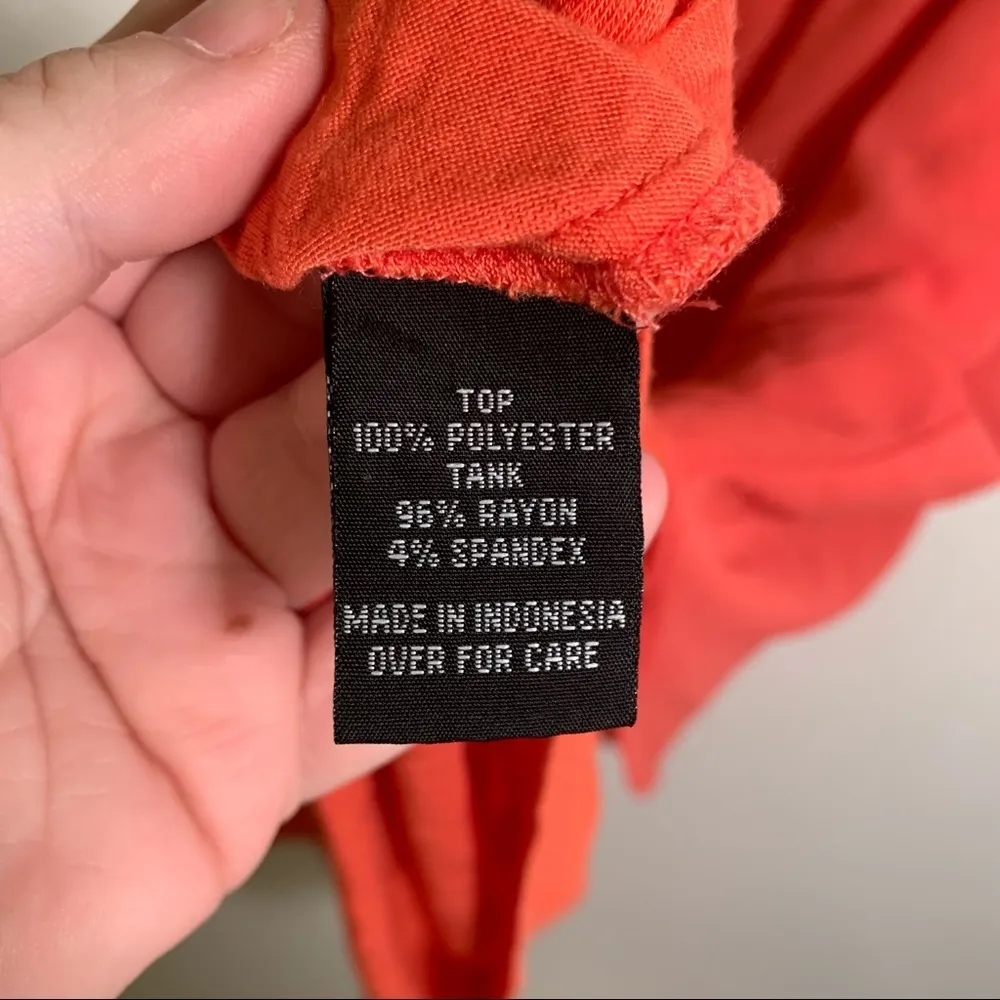 TOP
100% POLYESTER
TANK
96% RAYON
4% SPANDEX
MADE IN INDONESIA
OVER FOR CARE